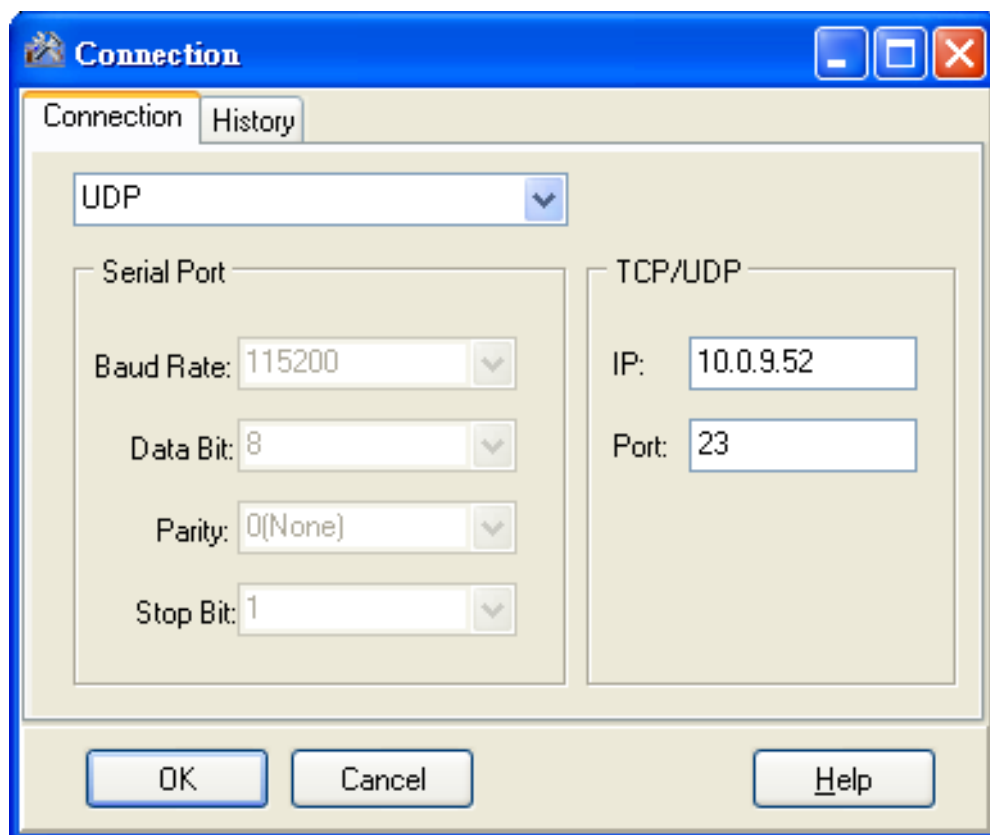 Connection
Connection History
UDP
Serial Port TCP/UDP
Baud Rate: 115200 IP: 10.0.9.52
Data Bit: 8 Port: 23
Parity: 0(None)
Stop Bit: 1
OK Cancel Help